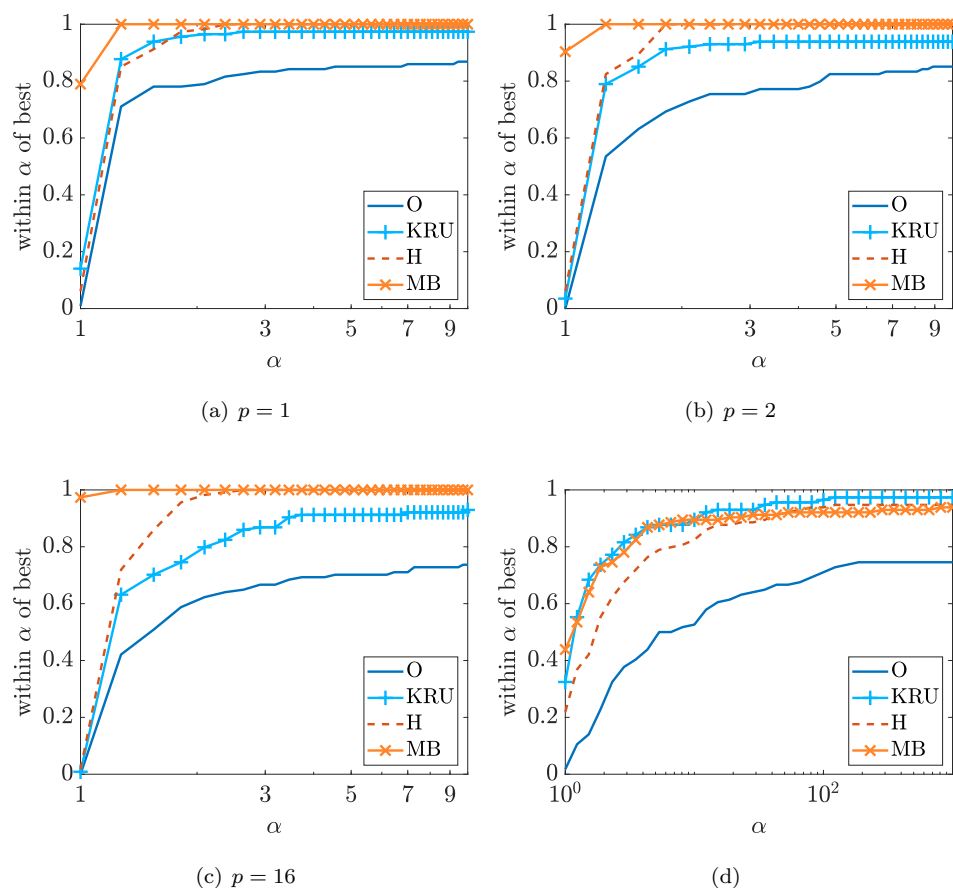 1
0.8
0.6
0.4
0.2
0
within α of best
1 3 5 7 9
α
O
KRU
H
MB
(a) p = 1
1
0.8
0.6
0.4
0.2
0
within α of best
1 3 5 7 9
α
O
KRU
H
MB
(b) p = 2
1
0.8
0.6
0.4
0.2
0
within α of best
1 3 5 7 9
α
O
KRU
H
MB
(c) p = 16
1
0.8
0.6
0.4
0.2
0
within α of best
10⁰ 10²
α
O
KRU
H
MB
(d)